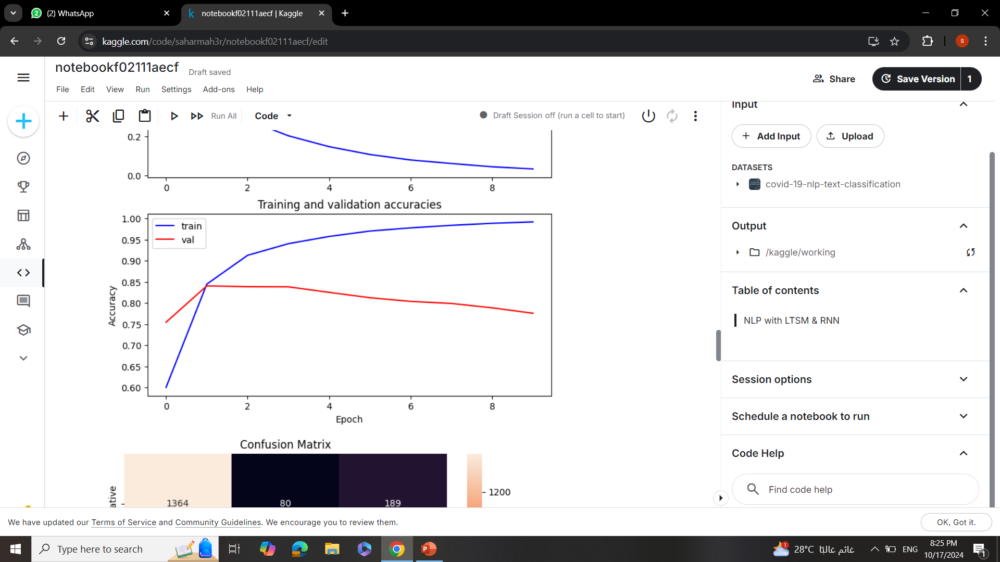 (2) WhatsApp
notebookf02111aecf | Kaggle
kaggle.com/code/saharmah3r/notebookf02111aecf/edit
S
notebookf02111aecf
Draft saved
File Edit View Run Settings Add-ons Help
Share
Save Version 1
Run All
Code
Draft Session off (run a cell to start)
0.2
0.0
0 2 4 6 8
Training and validation accuracies
train
val
1.00
0.95
0.90
0.85
0.80
0.75
0.70
0.65
0.60
Accuracy
0 2 4 6 8
Epoch
Confusion Matrix
ative
1364 80 189
1200
Input
Add Input
Upload
DATASETS
covid-19-nlp-text-classification
Output
/kaggle/working
Table of contents
NLP with LTSM & RNN
Session options
Schedule a notebook to run
Code Help
Find code help
We have updated our Terms of Service and Community Guidelines. We encourage you to review them.
OK, Got it.
Type here to search
1
28°C غائم غالبًا
ENG
8:25 PM
10/17/2024
1